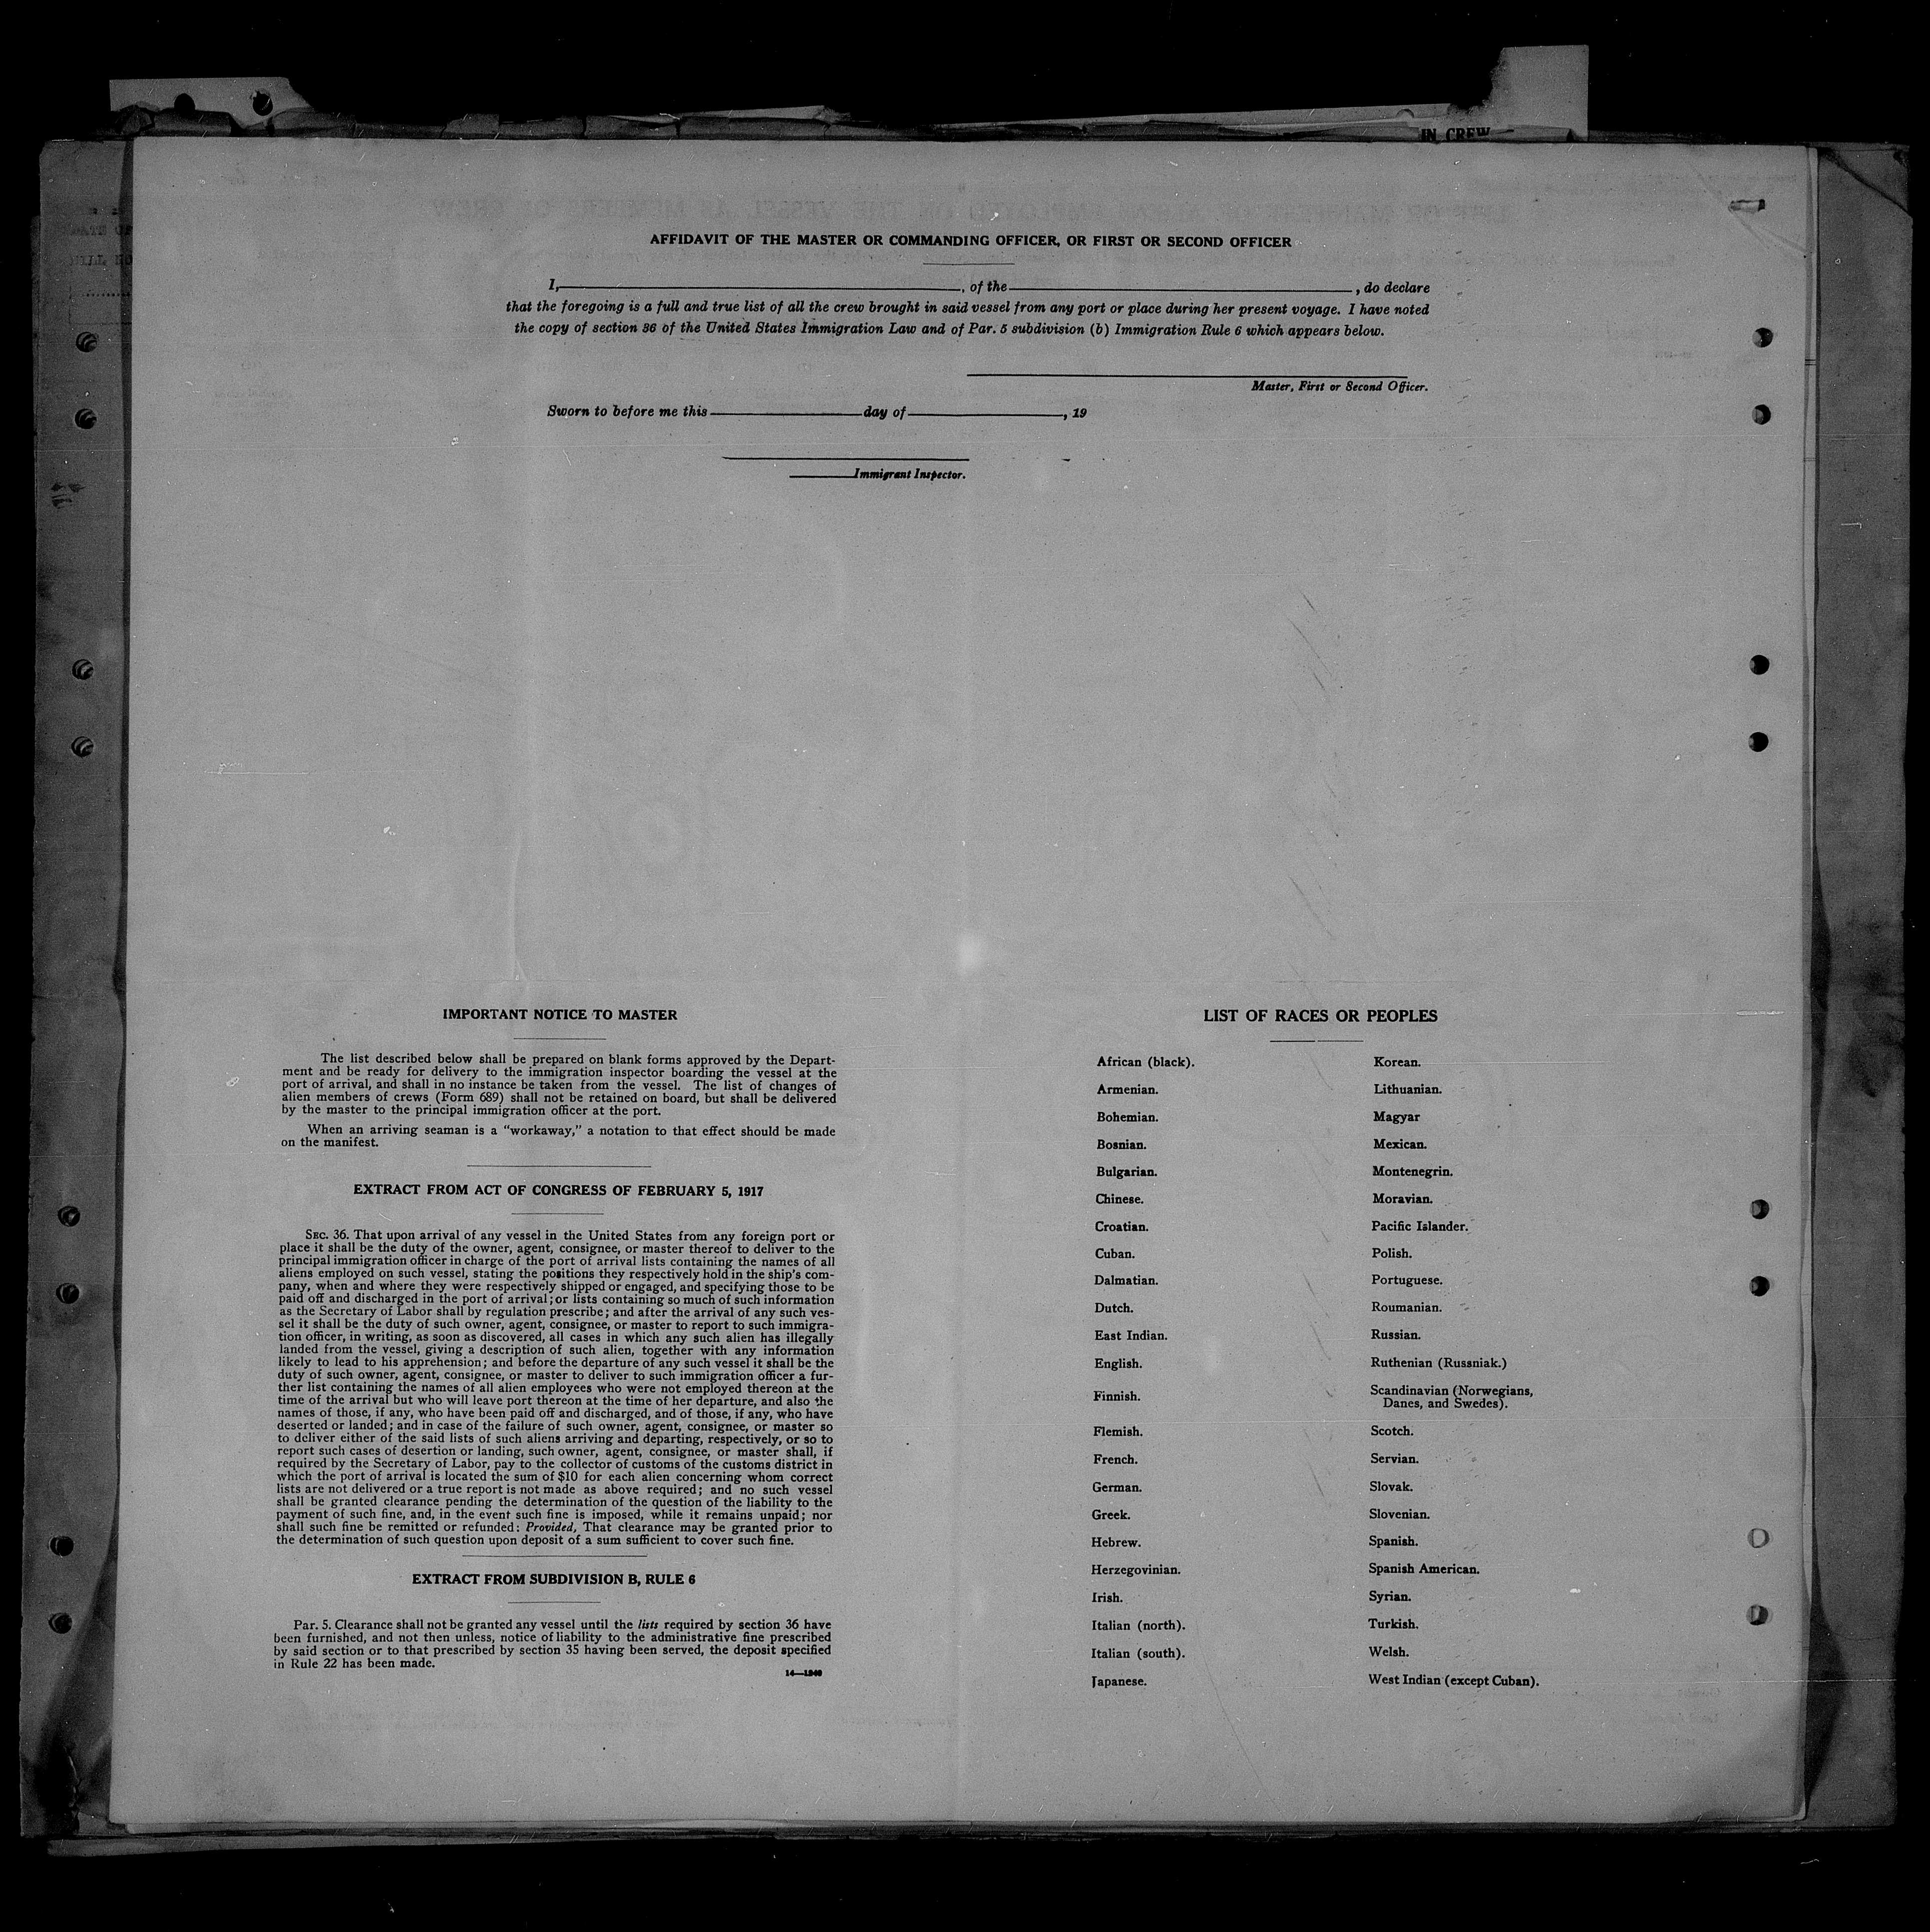 IN CREW
AFFIDAVIT OF THE MASTER OR COMMANDING OFFICER, OR FIRST OR SECOND OFFICER
I, , of the , do declare
that the foregoing is a full and true list of all the crew brought in said vessel from any port or place during her present voyage. I have noted
the copy of section 36 of the United States Immigration Law and of Par. 5 subdivision (b) Immigration Rule 6 which appears below.
Master, First or Second Officer.
Sworn to before me this day of , 19
Immigrant Inspector.
IMPORTANT NOTICE TO MASTER
The list described below shall be prepared on blank forms approved by the Depart-
ment and be ready for delivery to the immigration inspector boarding the vessel at the
port of arrival, and shall in no instance be taken from the vessel. The list of changes of
alien members of crews (Form 689) shall not be retained on board, but shall be delivered
by the master to the principal immigration officer at the port.
When an arriving seaman is a "workaway," a notation to that effect should be made
on the manifest.
EXTRACT FROM ACT OF CONGRESS OF FEBRUARY 5, 1917
SEC. 36. That upon arrival of any vessel in the United States from any foreign port or
place it shall be the duty of the owner, agent, consignee, or master thereof to deliver to the
principal immigration officer in charge of the port of arrival lists containing the names of all
aliens employed on such vessel, stating the positions they respectively hold in the ship's com-
pany, when and where they were respectively shipped or engaged, and specifying those to be
paid off and discharged in the port of arrival; or lists containing so much of such information
as the Secretary of Labor shall by regulation prescribe; and after the arrival of any such ves-
sel it shall be the duty of such owner, agent, consignee, or master to report to such immigra-
tion officer, in writing, as soon as discovered, all cases in which any such alien has illegally
landed from the vessel, giving a description of such alien, together with any information
likely to lead to his apprehension; and before the departure of any such vessel it shall be the
duty of such owner, agent, consignee, or master to deliver to such immigration officer a fur-
ther list containing the names of all alien employees who were not employed thereon at the
time of the arrival but who will leave port thereon at the time of her departure, and also the
names of those, if any, who have been paid off and discharged, and of those, if any, who have
deserted or landed; and in case of the failure of such owner, agent, consignee, or master so
to deliver either of the said lists of such aliens arriving and departing, respectively, or so to
report such cases of desertion or landing, such owner, agent, consignee, or master shall, if
required by the Secretary of Labor, pay to the collector of customs of the customs district in
which the port of arrival is located the sum of $10 for each alien concerning whom correct
lists are not delivered or a true report is not made as above required; and no such vessel
shall be granted clearance pending the determination of the question of the liability to the
payment of such fine, and, in the event such fine is imposed, while it remains unpaid; nor
shall such fine be remitted or refunded: Provided, That clearance may be granted prior to
the determination of such question upon deposit of a sum sufficient to cover such fine.
EXTRACT FROM SUBDIVISION B, RULE 6
Par. 5. Clearance shall not be granted any vessel until the lists required by section 36 have
been furnished, and not then unless, notice of liability to the administrative fine prescribed
by said section or to that prescribed by section 35 having been served, the deposit specified
in Rule 22 has been made.
14—1940
LIST OF RACES OR PEOPLES
African (black).
Armenian.
Bohemian.
Bosnian.
Bulgarian.
Chinese.
Croatian.
Cuban.
Dalmatian.
Dutch.
East Indian.
English.
Finnish.
Flemish.
French.
German.
Greek.
Hebrew.
Herzegovinian.
Irish.
Italian (north).
Italian (south).
Japanese.
Korean.
Lithuanian.
Magyar
Mexican.
Montenegrin.
Moravian.
Pacific Islander.
Polish.
Portuguese.
Roumanian.
Russian.
Ruthenian (Russniak.)
Scandinavian (Norwegians,
Danes, and Swedes).
Scotch.
Servian.
Slovak.
Slovenian.
Spanish.
Spanish American.
Syrian.
Turkish.
Welsh.
West Indian (except Cuban).